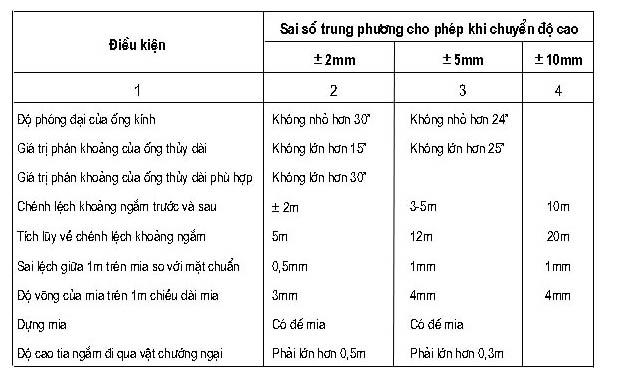 Điều kiện
Sai số trung phương cho phép khi chuyển độ cao
± 2mm ± 5mm ± 10mm
1 2 3 4
Độ phóng đại của ống kính Không nhỏ hơn 30" Không nhỏ hơn 24"
Giá trị phân khoảng của ống thủy dài Không lớn hơn 15" Không lớn hơn 25"
Giá trị phân khoảng của ống thủy dài phù hợp Không lớn hơn 30"
Chênh lệch khoảng ngắm trước và sau ± 2m 3-5m 10m
Tích lũy về chênh lệch khoảng ngắm 5m 12m 20m
Sai lệch giữa 1m trên mia so với mặt chuẩn 0,5mm 1mm 1mm
Độ võng của mia trên 1m chiều dài mia 3mm 4mm 4mm
Dựng mia Có đế mia Có đế mia
Độ cao tia ngắm đi qua vật chướng ngại Phải lớn hơn 0,5m Phải lớn hơn 0,3m